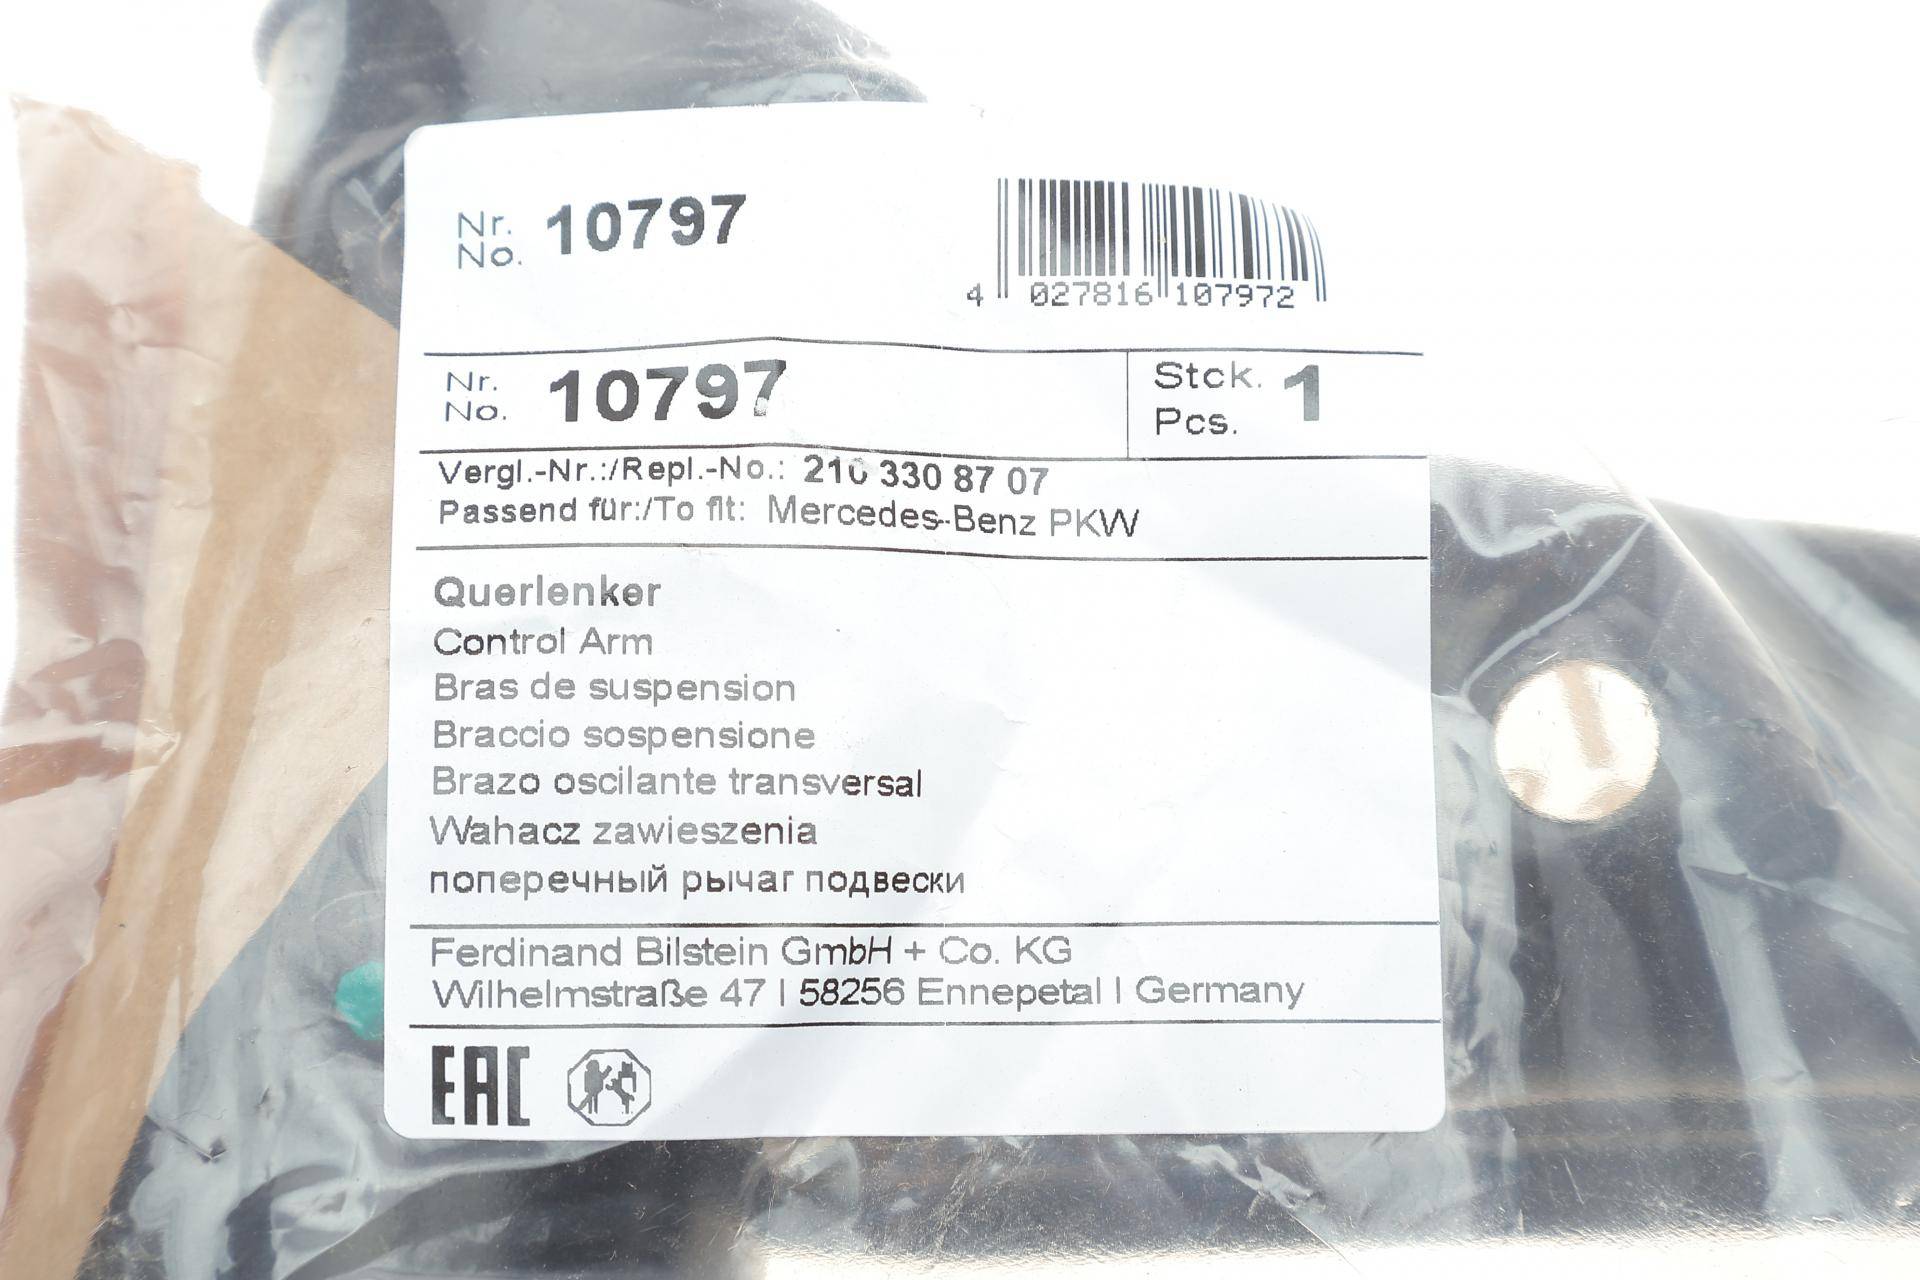 Nr. 10797
No.
4 027816 107972
Nr. 10797
No.
Stck. 1
Pcs.
Vergl.-Nr.:/Repl.-No.: 210 330 87 07
Passend für:/To fit: Mercedes-Benz PKW
Querlenker
Control Arm
Bras de suspension
Braccio sospensione
Brazo oscilante transversal
Wahacz zawieszenia
поперечный рычаг подвески
Ferdinand Bilstein GmbH + Co. KG
Wilhelmstraße 47 | 58256 Ennepetal | Germany
EAC